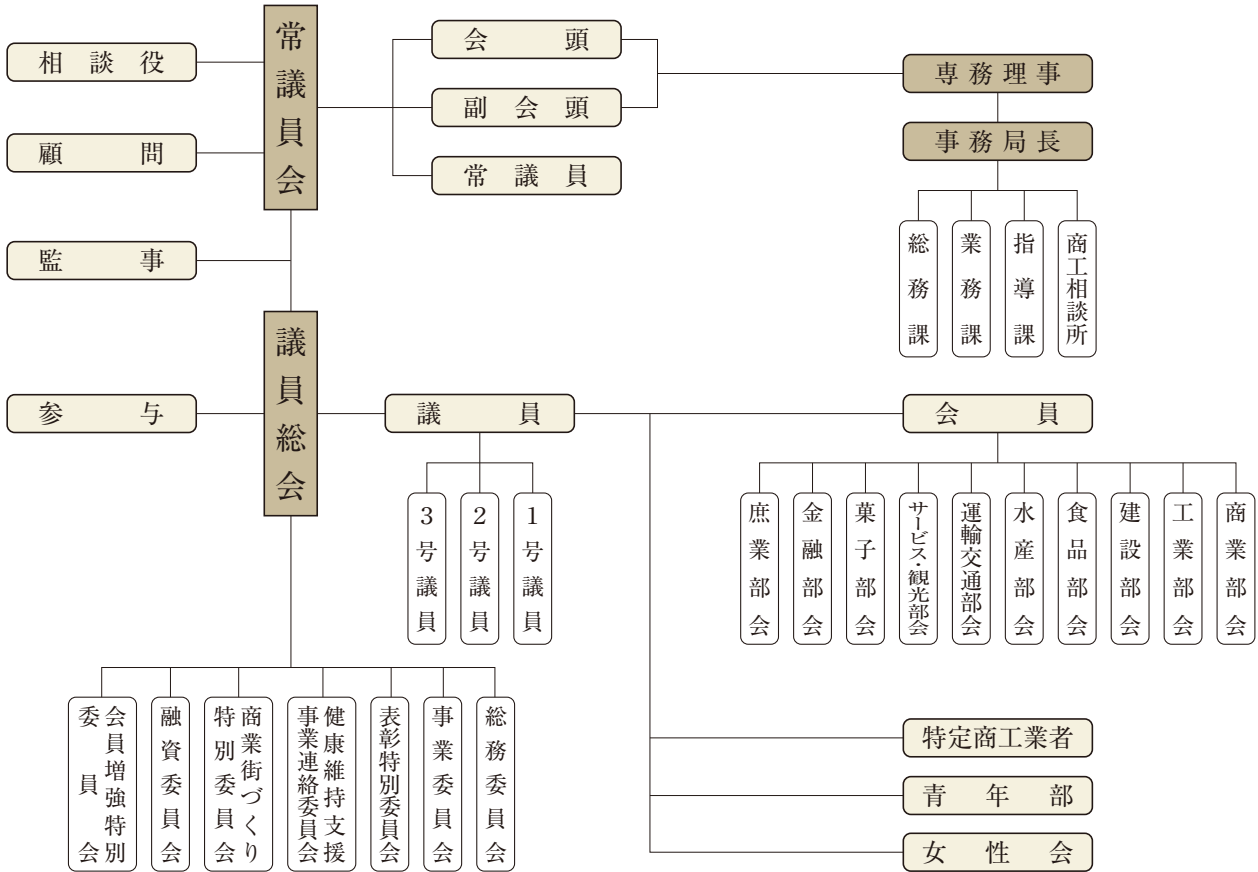 常議員会
相談役
顧問
監事
会頭
副会頭
常議員
専務理事
事務局長
総務課
業務課
指導課
商工相談所
議員総会
参与
議員
3号議員
2号議員
1号議員
会員
庶業部会
金融部会
菓子部会
サービス・観光部会
運輸交通部会
水産部会
食品部会
建設部会
工業部会
商業部会
会員増強特別
委員会
融資委員会
商業街づくり
特別委員会
健康維持支援
事業連絡委員会
表彰特別委員会
事業委員会
総務委員会
特定商工業者
青年部
女性会